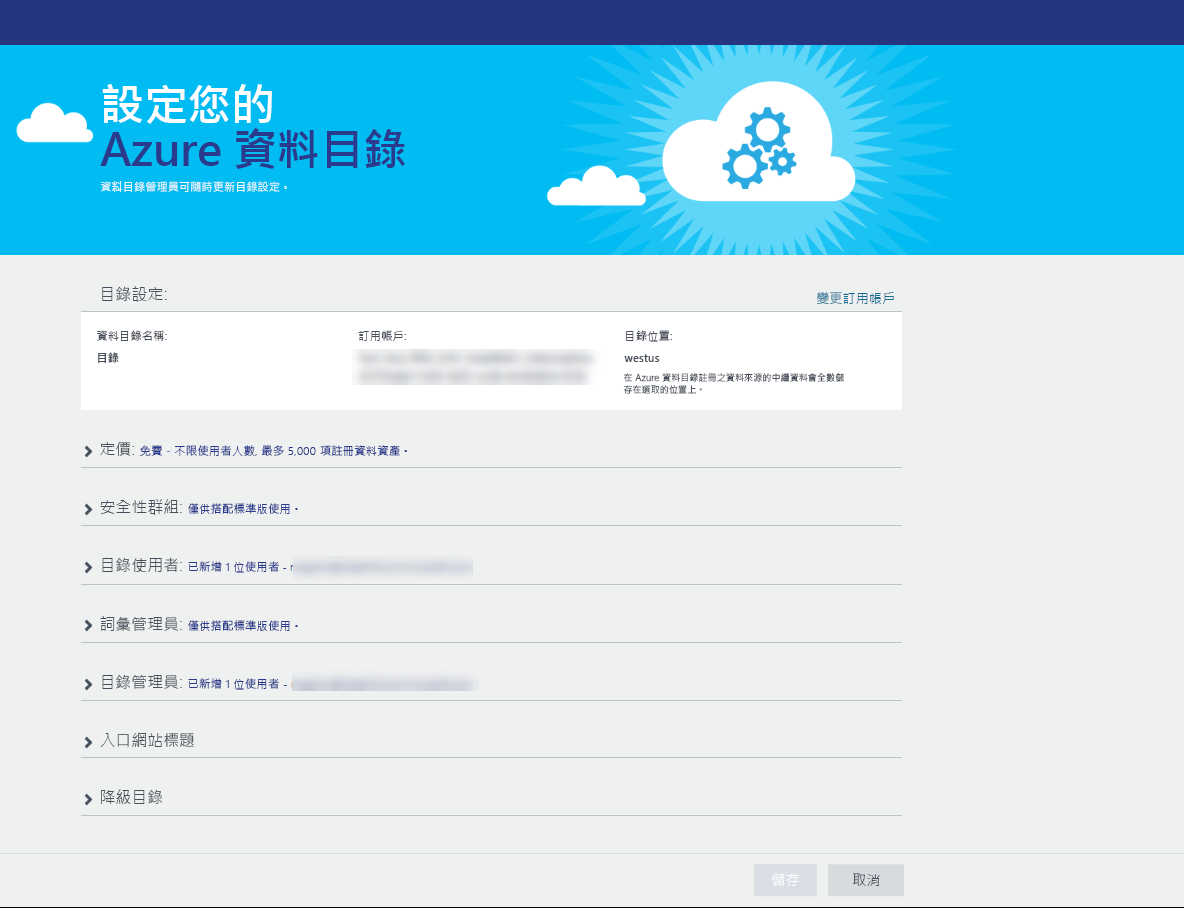 設定您的
Azure 資料目錄
資料目錄管理員可隨時更新目錄設定。
目錄設定:
變更訂用帳戶
資料目錄名稱:
目錄
訂用帳戶:
目錄位置:
westus
在 Azure 資料目錄註冊之資料來源的中繼資料會全數儲
存在選取的位置上。
定價: 免費 - 不限使用者人數, 最多 5,000 項註冊資料資產。
安全性群組: 僅供搭配標準版使用。
目錄使用者: 已新增 1 位使用者 -
詞彙管理員: 僅供搭配標準版使用。
目錄管理員: 已新增 1 位使用者 -
入口網站標題
降級目錄
儲存
取消